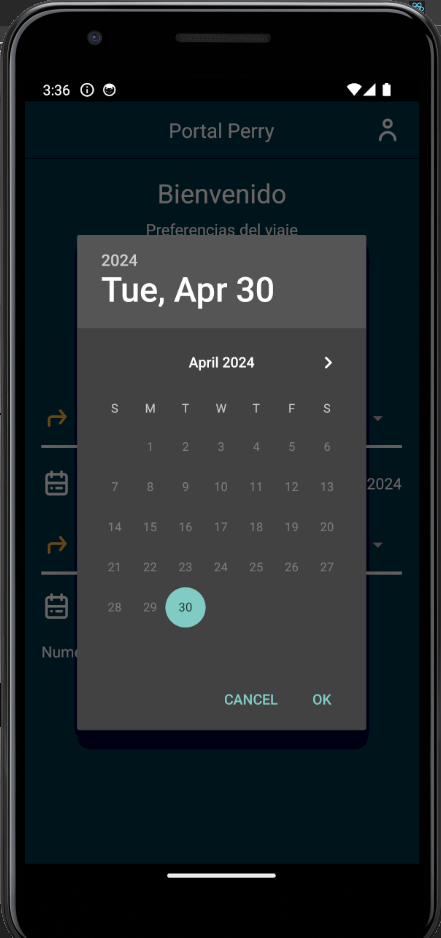 3:36
Portal Perry
Bienvenido
Preferencias del viaje
2024
Tue, Apr 30
April 2024
S M T W T F S
1 2 3 4 5 6
7 8 9 10 11 12 13
14 15 16 17 18 19 20
2024
21 22 23 24 25 26 27
28 29 30
Nume
CANCEL OK